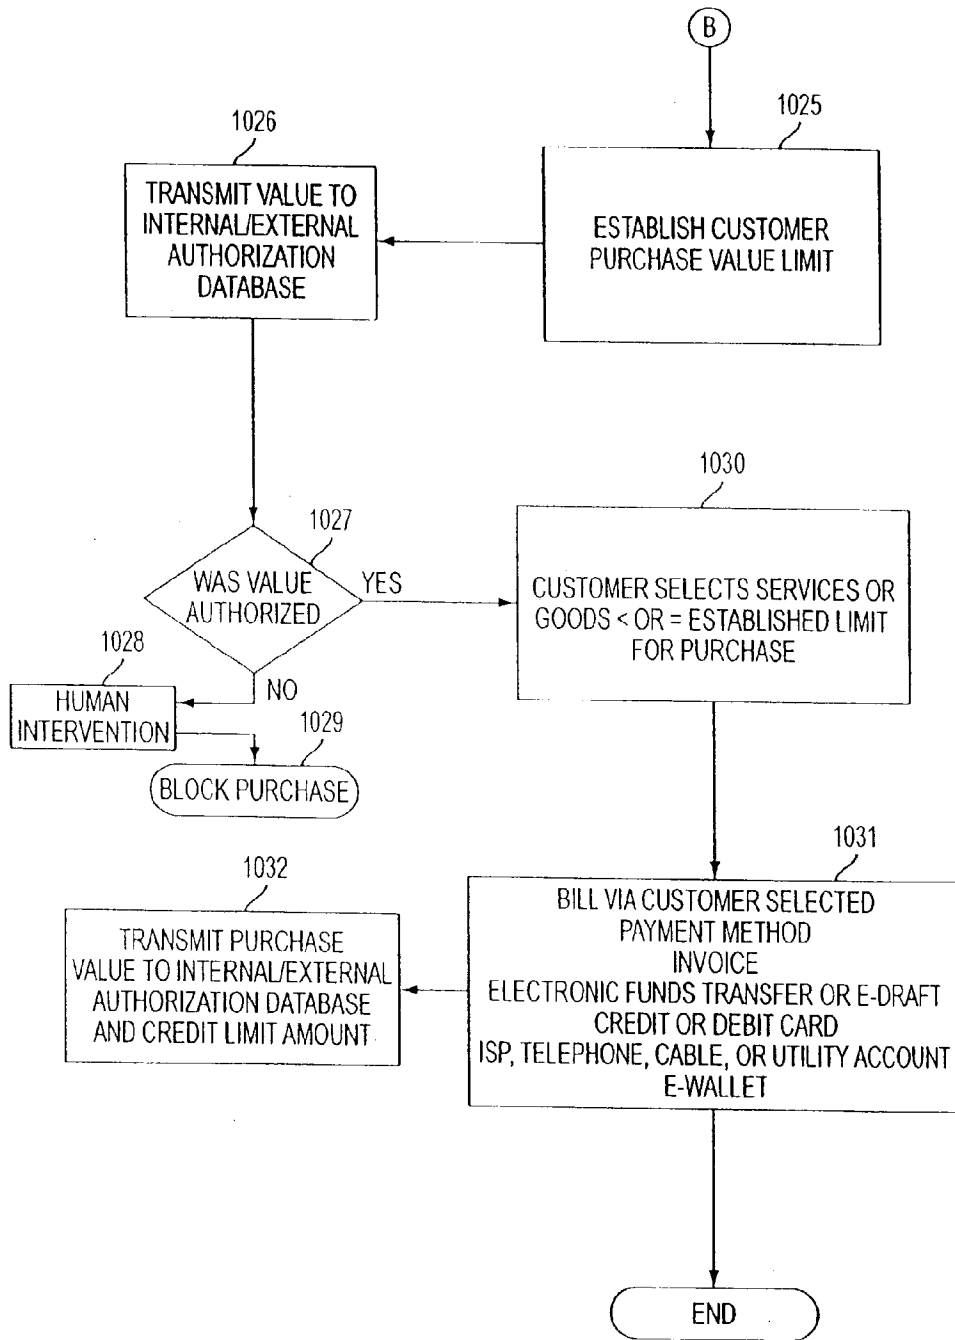 B
1025
ESTABLISH CUSTOMER
PURCHASE VALUE LIMIT
1026
TRANSMIT VALUE TO
INTERNAL/EXTERNAL
AUTHORIZATION
DATABASE
1027
WAS VALUE
AUTHORIZED
YES
NO
1028
HUMAN
INTERVENTION
1029
BLOCK PURCHASE
1030
CUSTOMER SELECTS SERVICES OR
GOODS < OR = ESTABLISHED LIMIT
FOR PURCHASE
1031
BILL VIA CUSTOMER SELECTED
PAYMENT METHOD
INVOICE
ELECTRONIC FUNDS TRANSFER OR E-DRAFT
CREDIT OR DEBIT CARD
ISP, TELEPHONE, CABLE, OR UTILITY ACCOUNT
E-WALLET
1032
TRANSMIT PURCHASE
VALUE TO INTERNAL/EXTERNAL
AUTHORIZATION DATABASE
AND CREDIT LIMIT AMOUNT
END